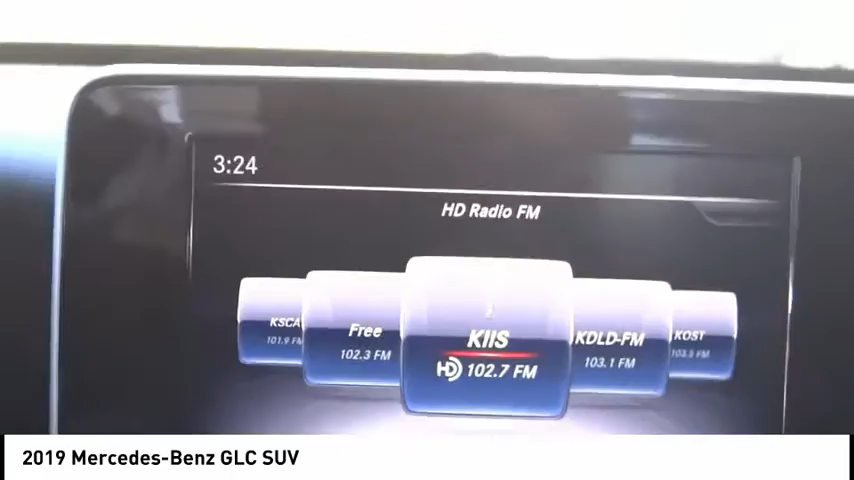 3:24
HD Radio FM
KSCA Free KIIS KDLD-FM KOST
101.9 FM 102.3 FM HD 102.7 FM 103.1 FM 103.5 FM
2019 Mercedes-Benz GLC SUV